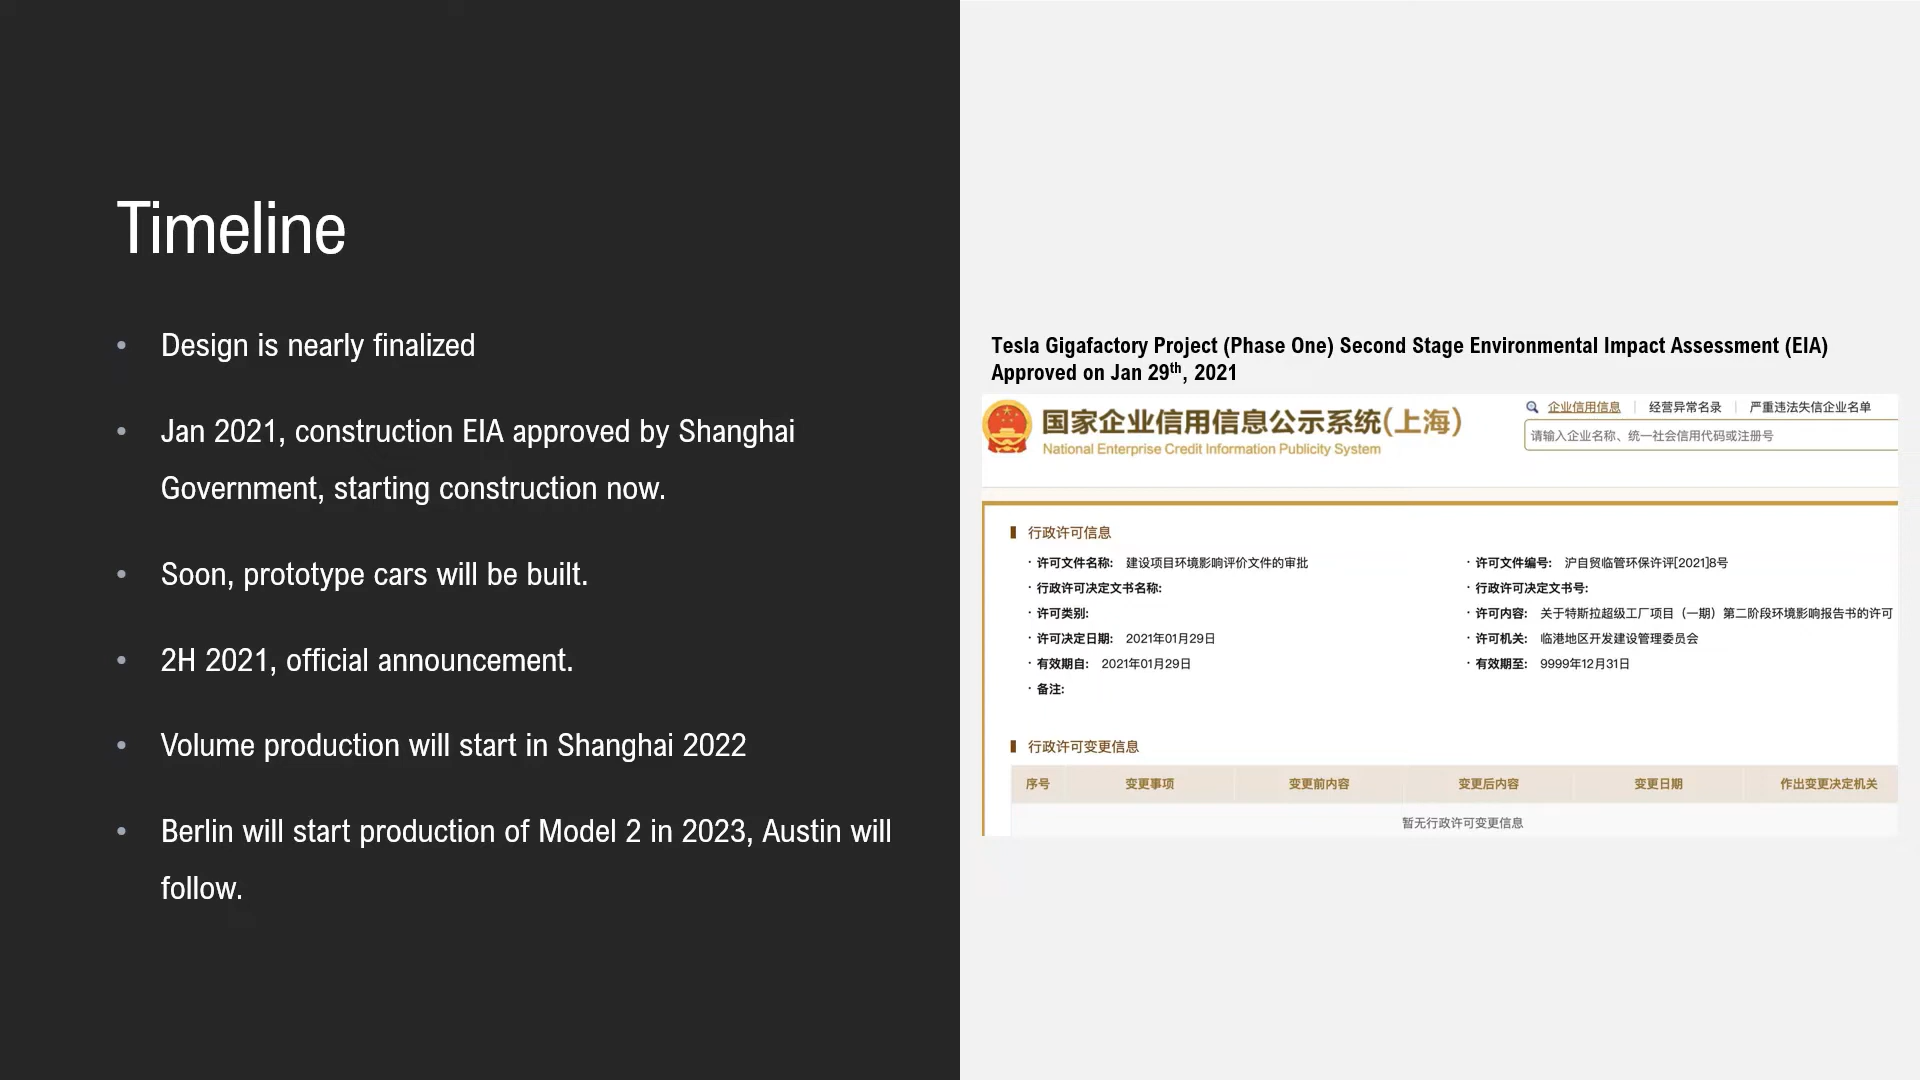 Timeline
• Design is nearly finalized
• Jan 2021, construction EIA approved by Shanghai
Government, starting construction now.
• Soon, prototype cars will be built.
• 2H 2021, official announcement.
• Volume production will start in Shanghai 2022
• Berlin will start production of Model 2 in 2023, Austin will
follow.
Tesla Gigafactory Project (Phase One) Second Stage Environmental Impact Assessment (EIA)
Approved on Jan 29th, 2021
国家企业信用信息公示系统(上海)
National Enterprise Credit Information Publicity System
企业信用信息 | 经营异常名录 | 严重违法失信企业名单
请输入企业名称、统一社会信用代码或注册号
行政许可信息
· 许可文件名称: 建设项目环境影响评价文件的审批
· 许可文件编号: 沪自贸临管环保许评[2021]8号
· 行政许可决定文书名称:
· 行政许可决定文书号:
· 许可类别:
· 许可内容: 关于特斯拉超级工厂项目（一期）第二阶段环境影响报告书的许可
· 许可决定日期: 2021年01月29日
· 许可机关: 临港地区开发建设管理委员会
· 有效期自: 2021年01月29日
· 有效期至: 9999年12月31日
· 备注:
行政许可变更信息
序号 变更事项 变更前内容 变更后内容 变更日期 作出变更决定机关
暂无行政许可变更信息